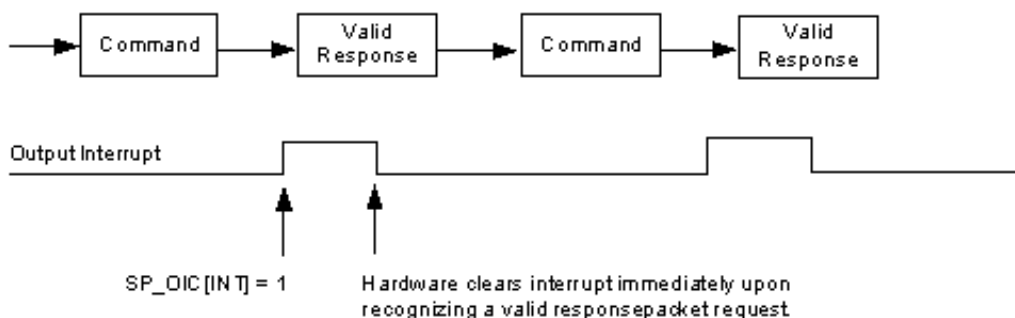 Command
Valid
Response
Command
Valid
Response
Output Interrupt
SP_OIC[INT] = 1
Hardware clears interrupt immediately upon
recognizing a valid responsepacket request.